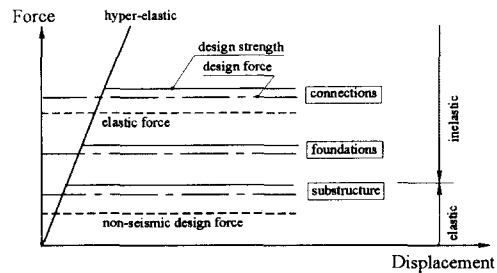 Force
hyper-elastic
design strength
design force
connections
elastic force
inelastic
foundations
substructure
non-seismic design force
elastic
Displacement